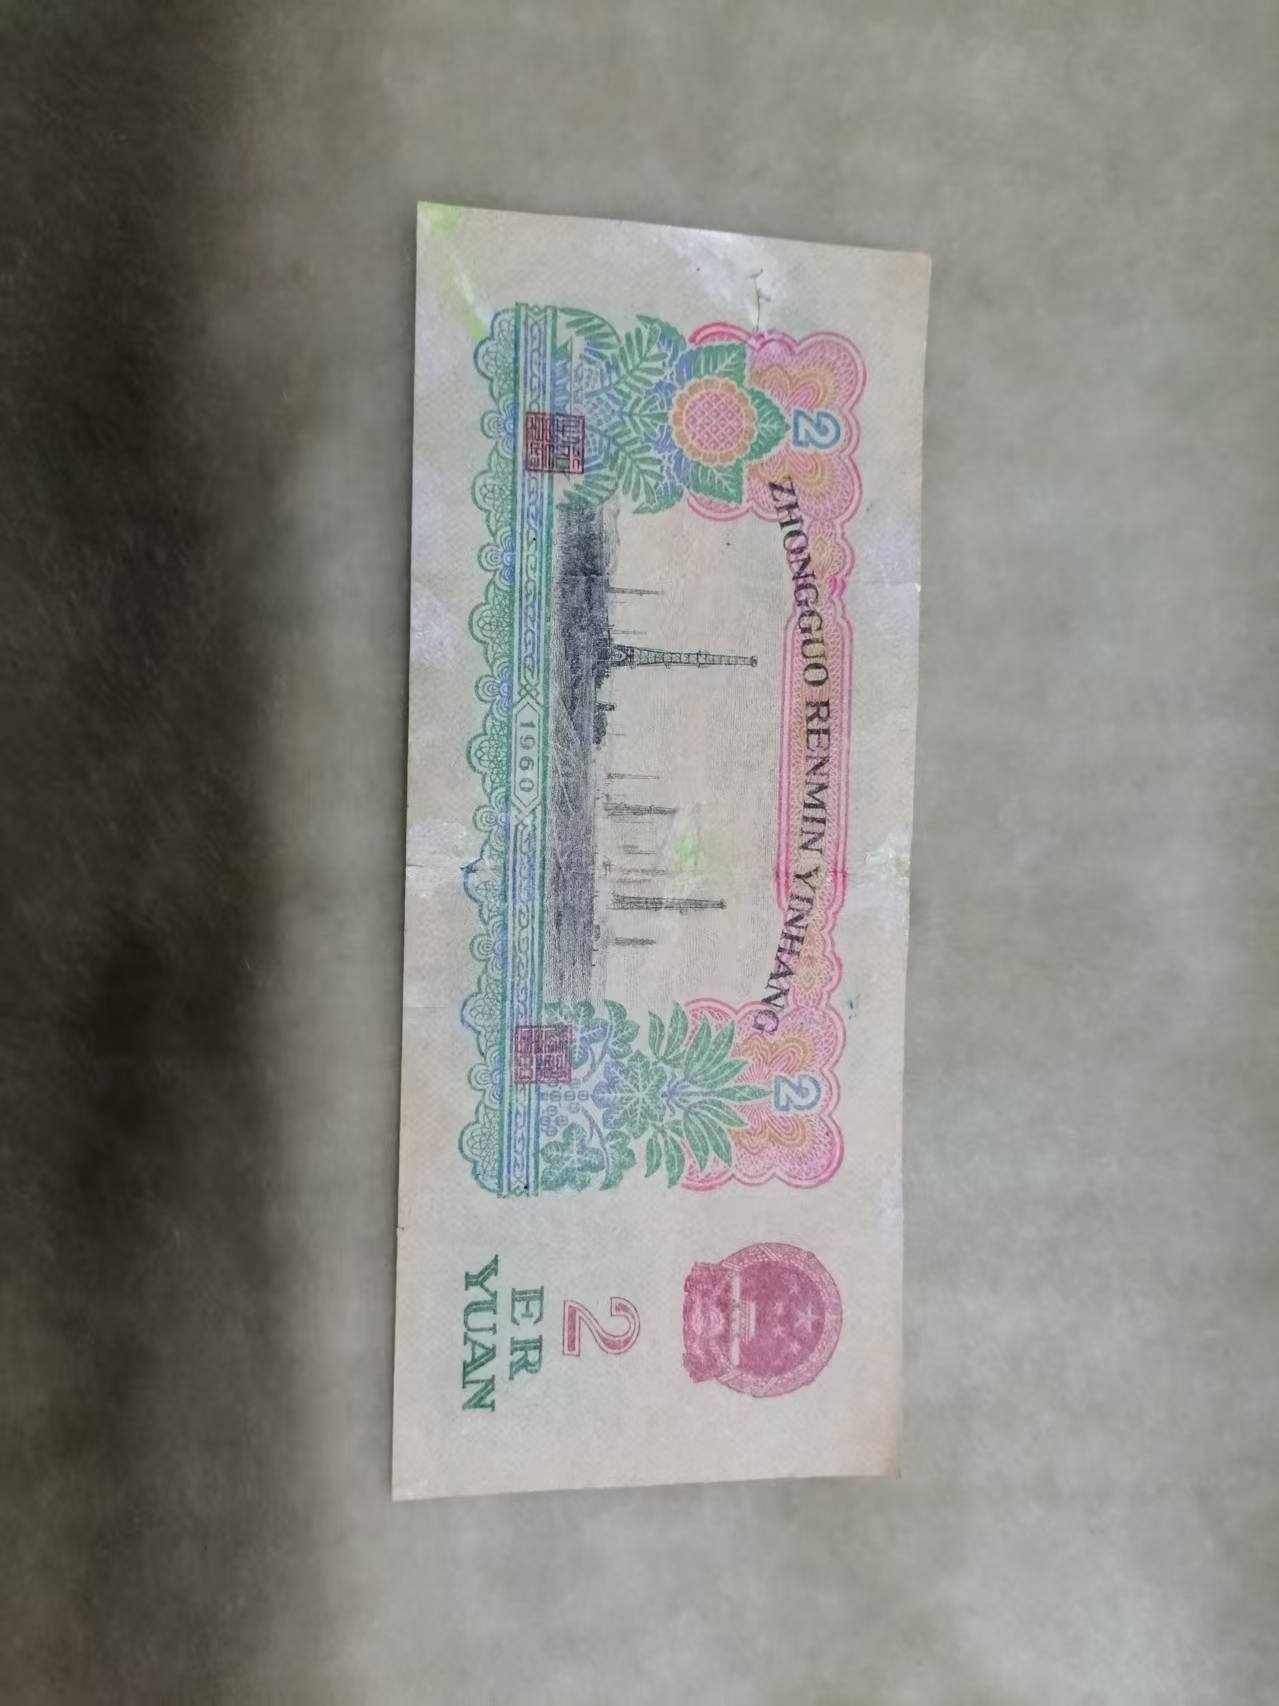 ZHONGGUO RENMIN YINHANG
2
2
1960
2
ER
YUAN